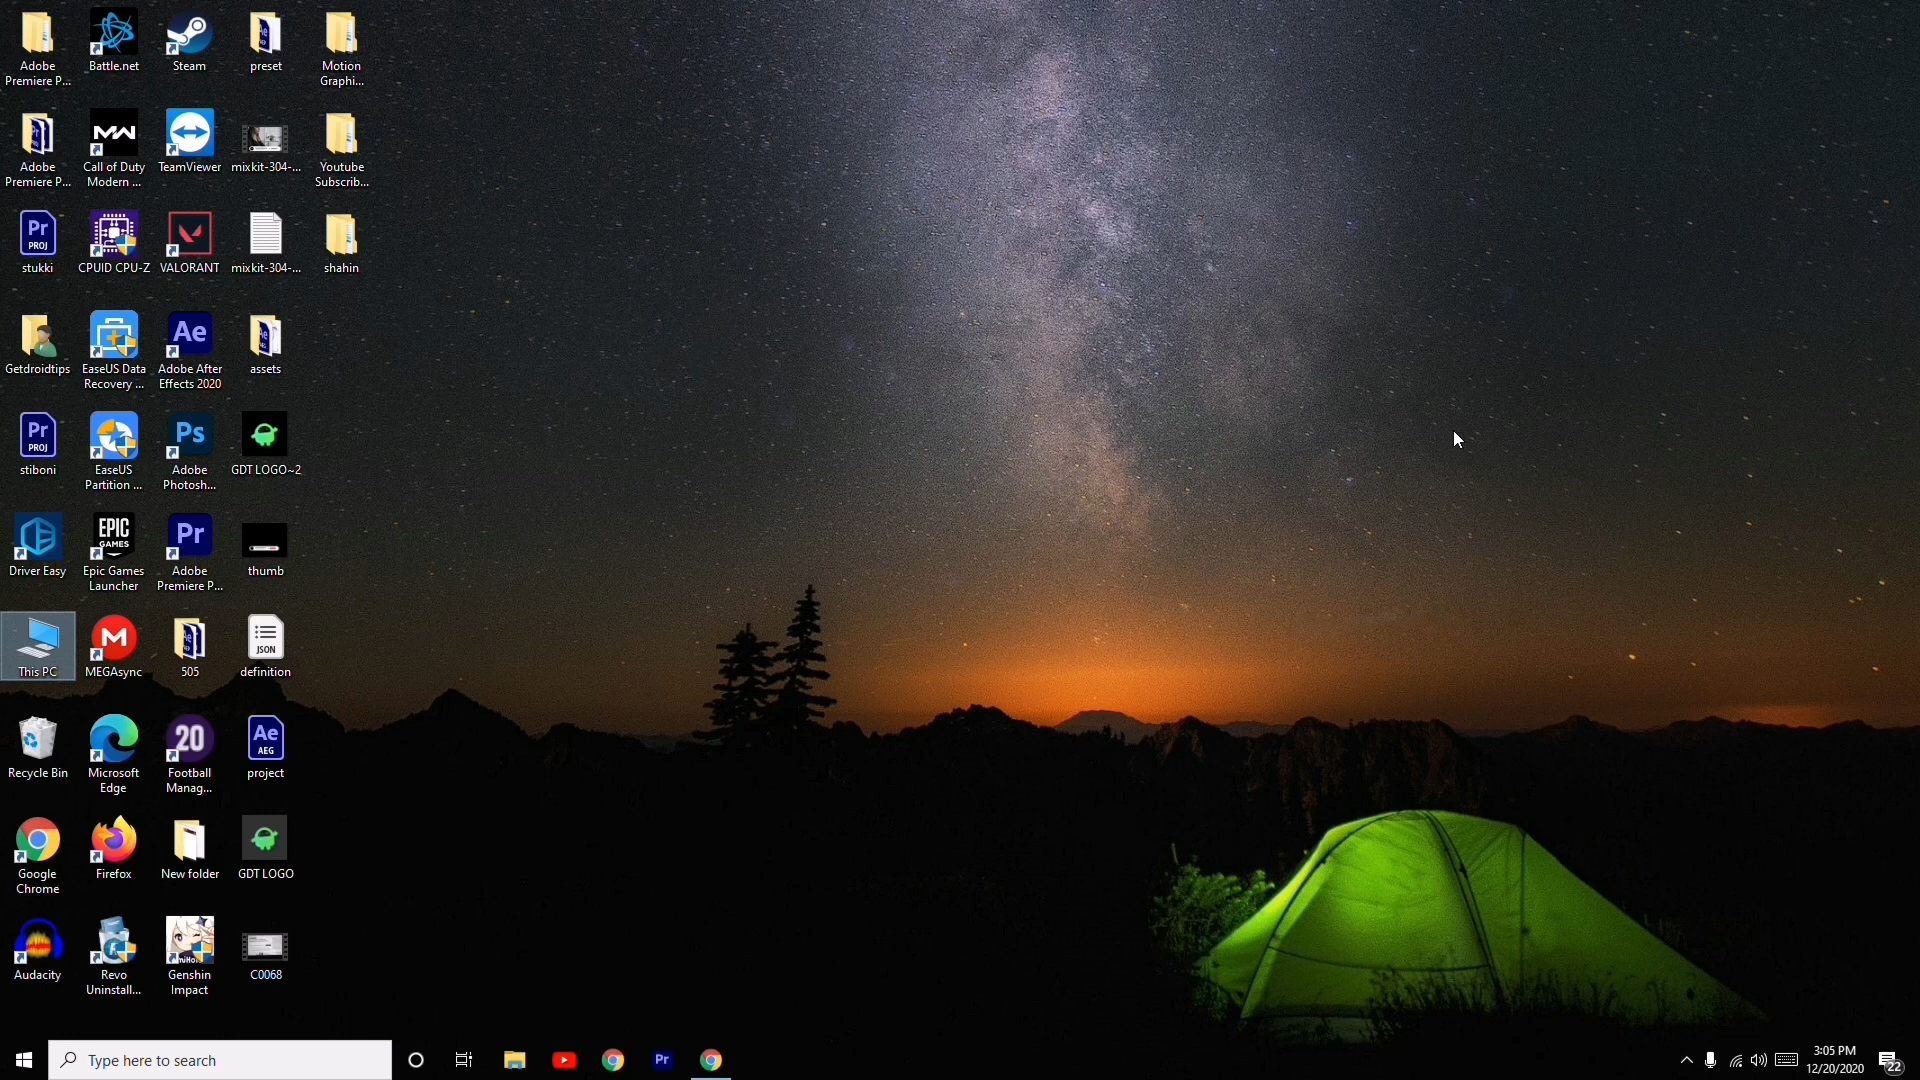 Adobe
Premiere P...
Battle.net
Steam
preset
Motion
Graphi...
Adobe
Premiere P...
Call of Duty
Modern ...
TeamViewer
mixkit-304-...
Youtube
Subscrib...
Pr
PROJ
stukki
CPUID CPU-Z
VALORANT
mixkit-304-...
shahin
Getdroidtips
EaseUS Data
Recovery ...
Ae
Adobe After
Effects 2020
assets
Pr
PROJ
stiboni
EaseUS
Partition ...
Ps
Adobe
Photosh...
GDT LOGO~2
Driver Easy
EPIC
GAMES
Epic Games
Launcher
Pr
Adobe
Premiere P...
thumb
This PC
M
MEGAsync
505
JSON
definition
Recycle Bin
Microsoft
Edge
20
Football
Manag...
Ae
AEG
project
Google
Chrome
Firefox
New folder
GDT LOGO
Audacity
Revo
Uninstall...
Genshin
Impact
C0068
Type here to search
Pr
3:05 PM
12/20/2020
22